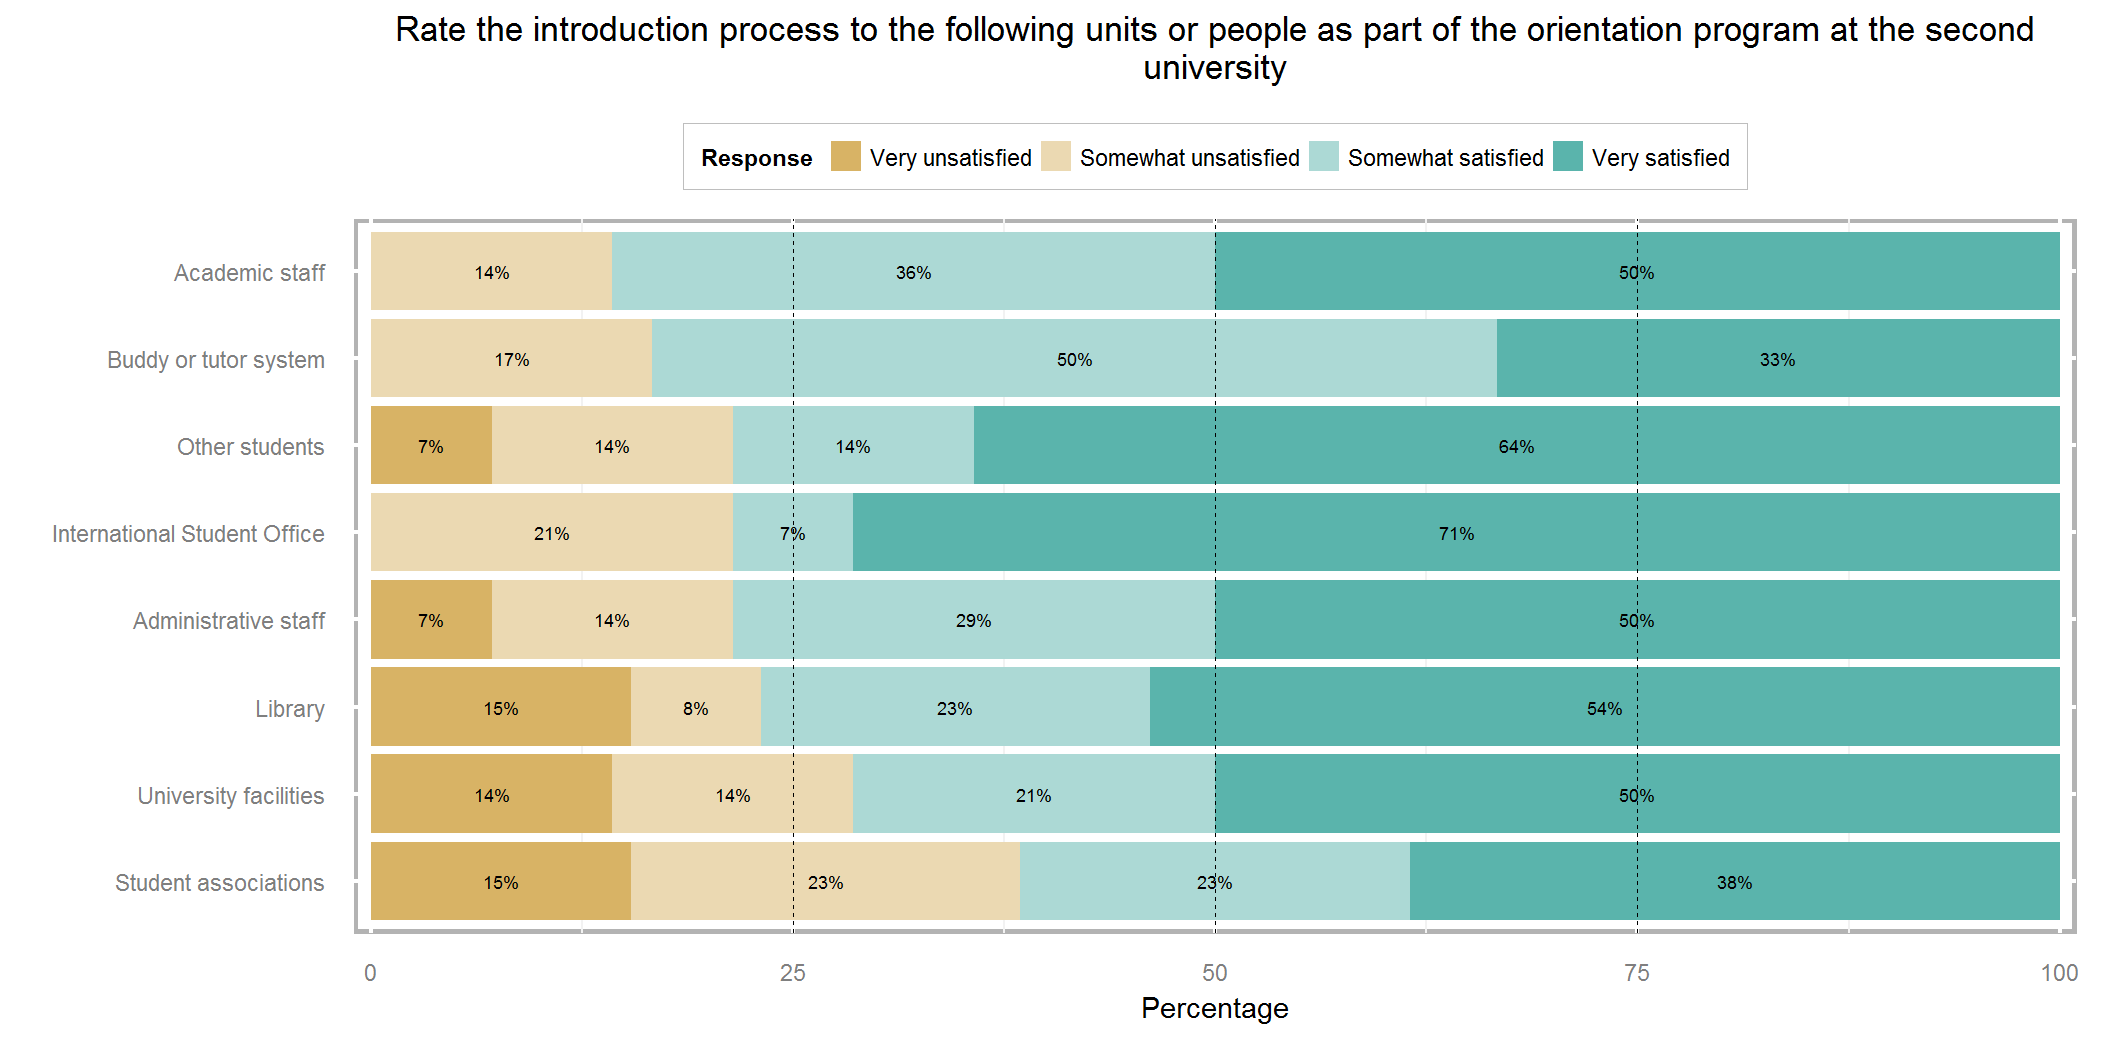 Rate the introduction process to the following units or people as part of the orientation program at the second
university
Response Very unsatisfied Somewhat unsatisfied Somewhat satisfied Very satisfied
Academic staff 14% 36% 50%
Buddy or tutor system 17% 50% 33%
Other students 7% 14% 14% 64%
International Student Office 21% 7% 71%
Administrative staff 7% 14% 29% 50%
Library 15% 8% 23% 54%
University facilities 14% 14% 21% 50%
Student associations 15% 23% 23% 38%
0 25 50 75 100
Percentage